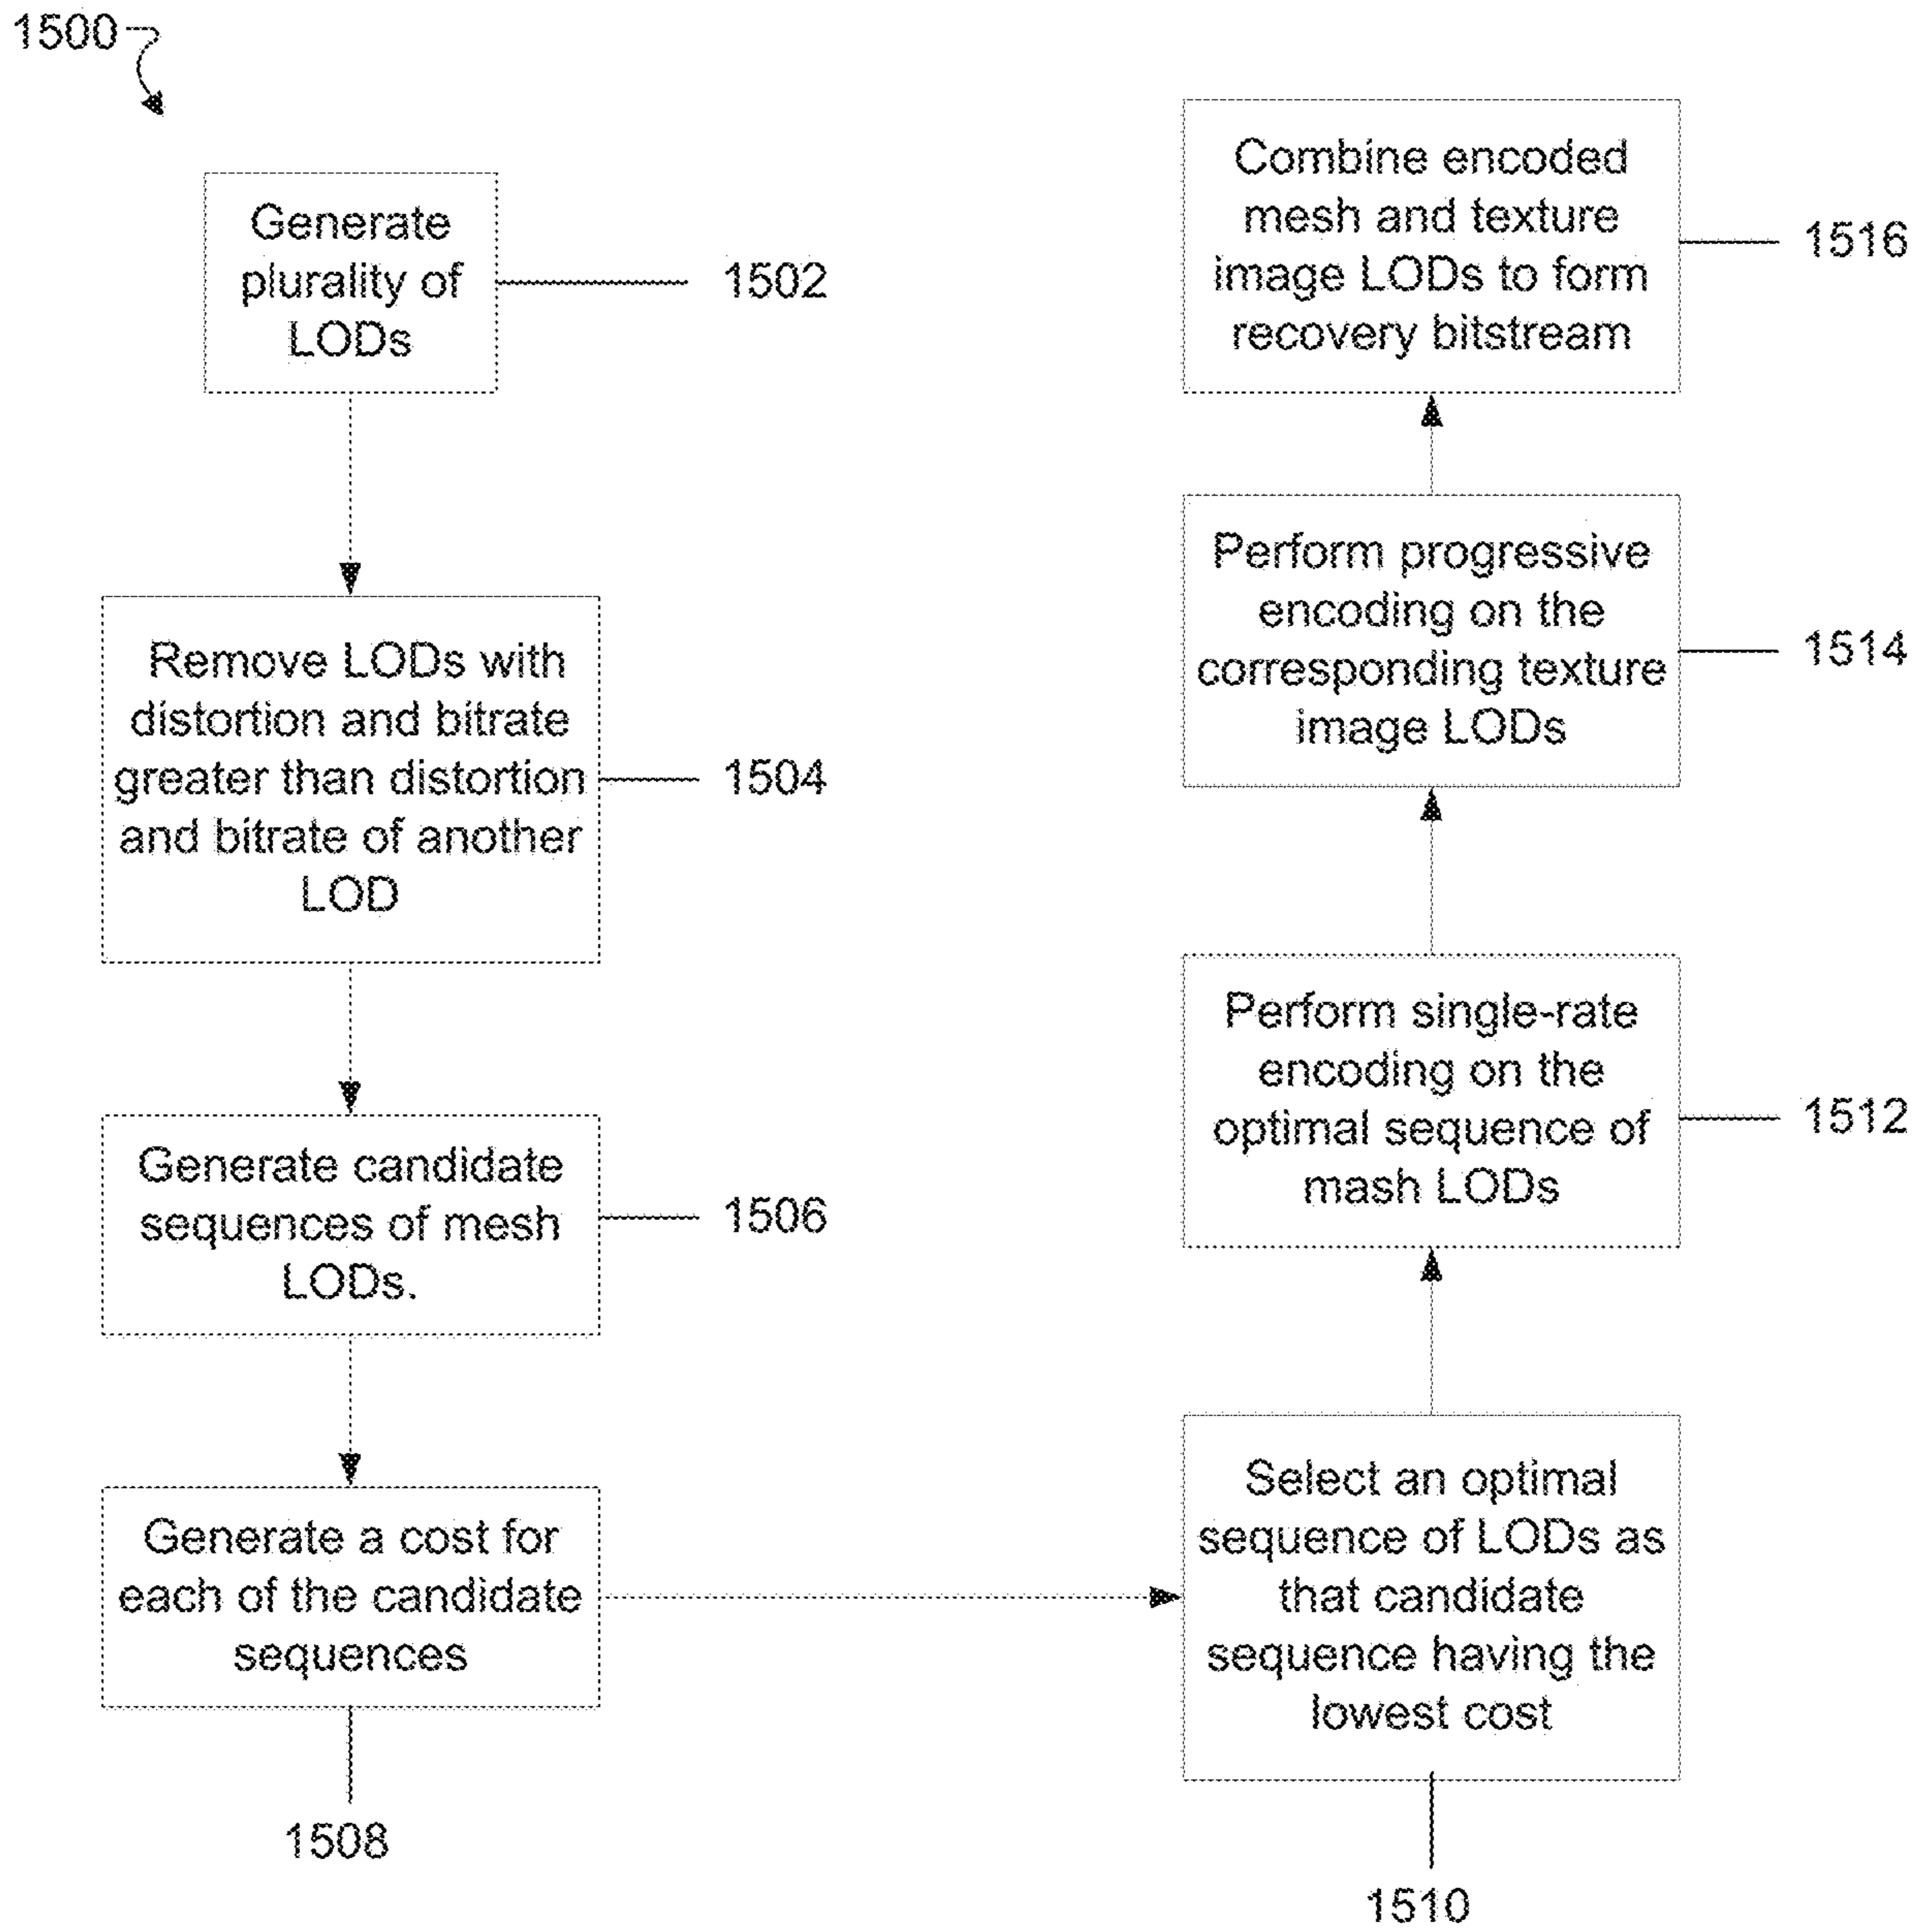 1500
Generate
plurality of
LODs
1502
Remove LODs with
distortion and bitrate
greater than distortion
and bitrate of another
LOD
1504
Generate candidate
sequences of mesh
LODs.
1506
Generate a cost for
each of the candidate
sequences
1508
Select an optimal
sequence of LODs as
that candidate
sequence having the
lowest cost
1510
Perform single-rate
encoding on the
optimal sequence of
mash LODs
1512
Perform progressive
encoding on the
corresponding texture
image LODs
1514
Combine encoded
mesh and texture
image LODs to form
recovery bitstream
1516